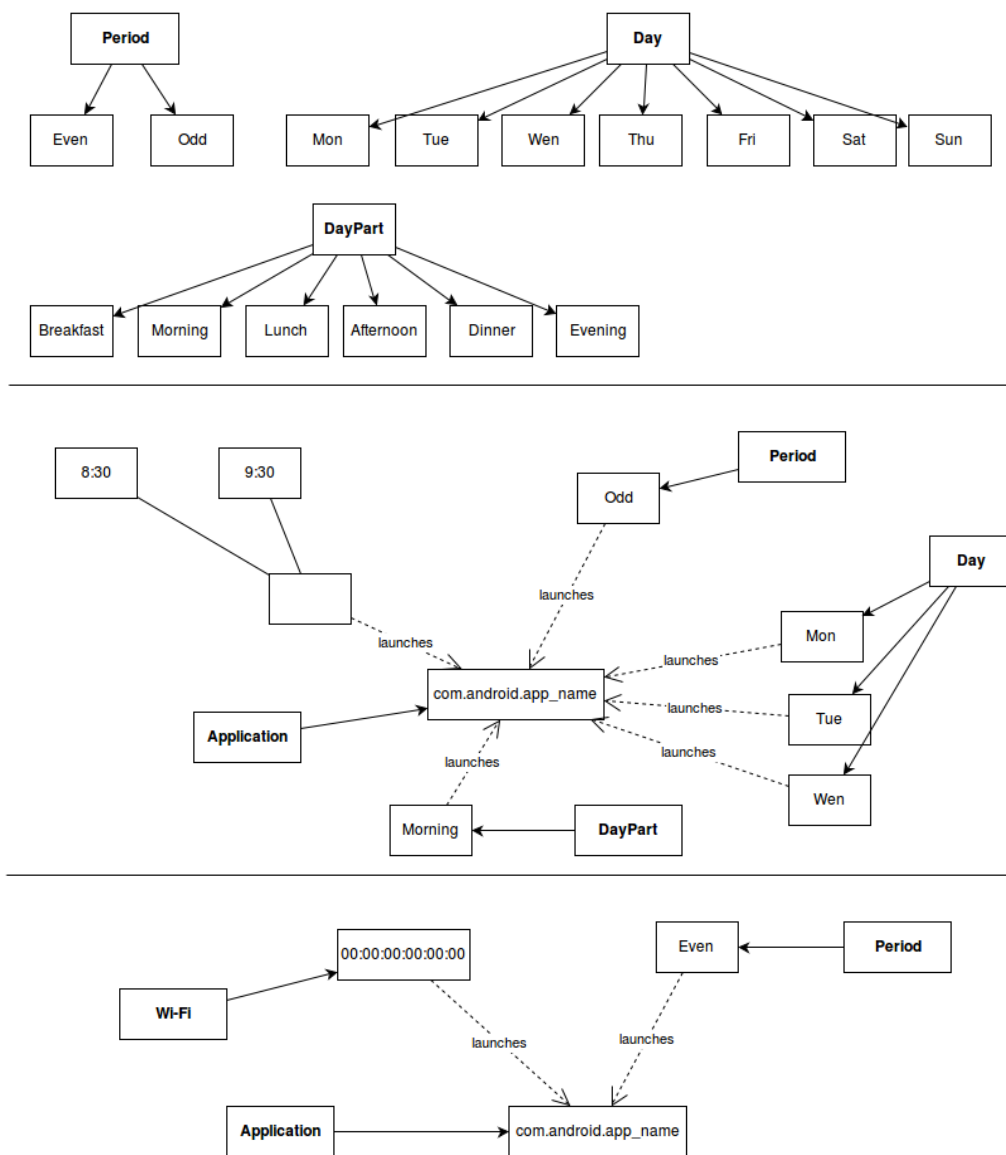 Period
Day
Even
Odd
Mon
Tue
Wen
Thu
Fri
Sat
Sun
DayPart
Breakfast
Morning
Lunch
Afternoon
Dinner
Evening
8:30
9:30
Period
Odd
Day
launches
Mon
launches
launches
com.android.app_name
launches
Tue
Application
launches
launches
Wen
Morning
DayPart
00:00:00:00:00:00
Even
Period
Wi-Fi
launches
launches
Application
com.android.app_name